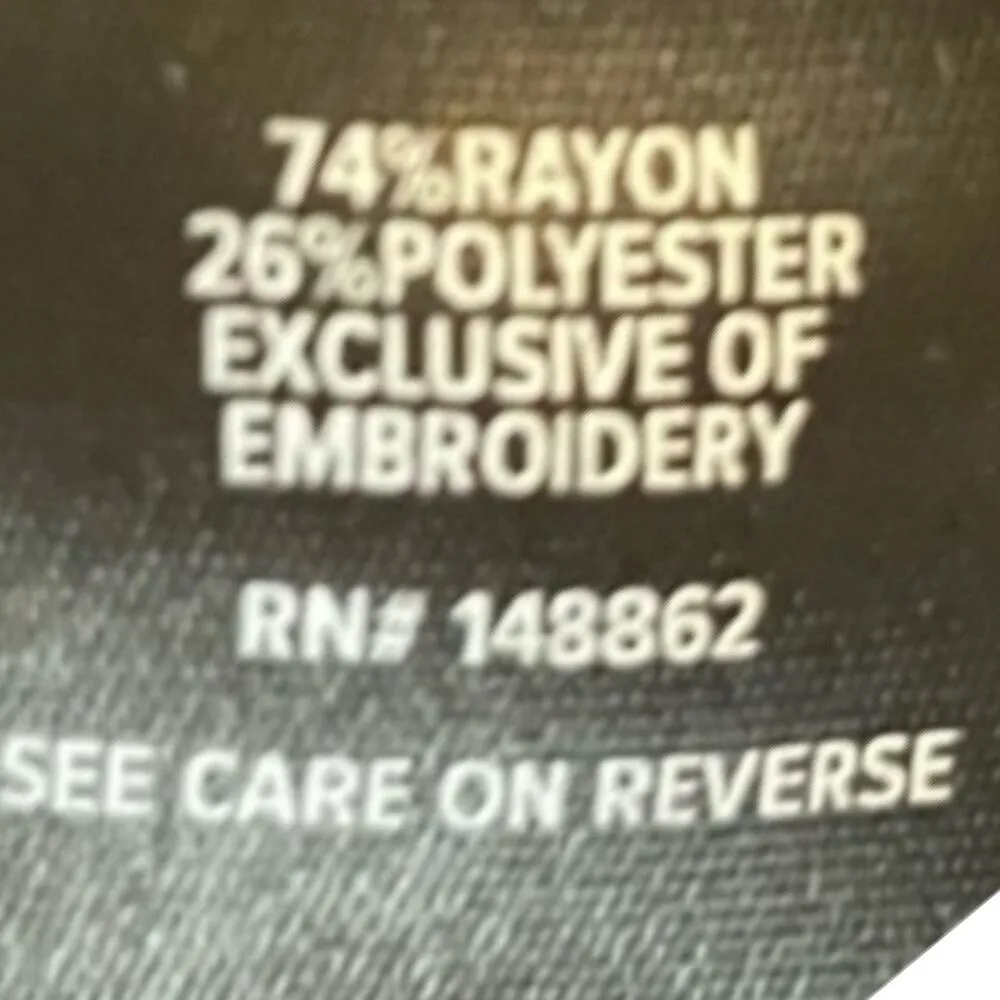 74%RAYON
26%POLYESTER
EXCLUSIVE OF
EMBROIDERY
RN# 148862
SEE CARE ON REVERSE